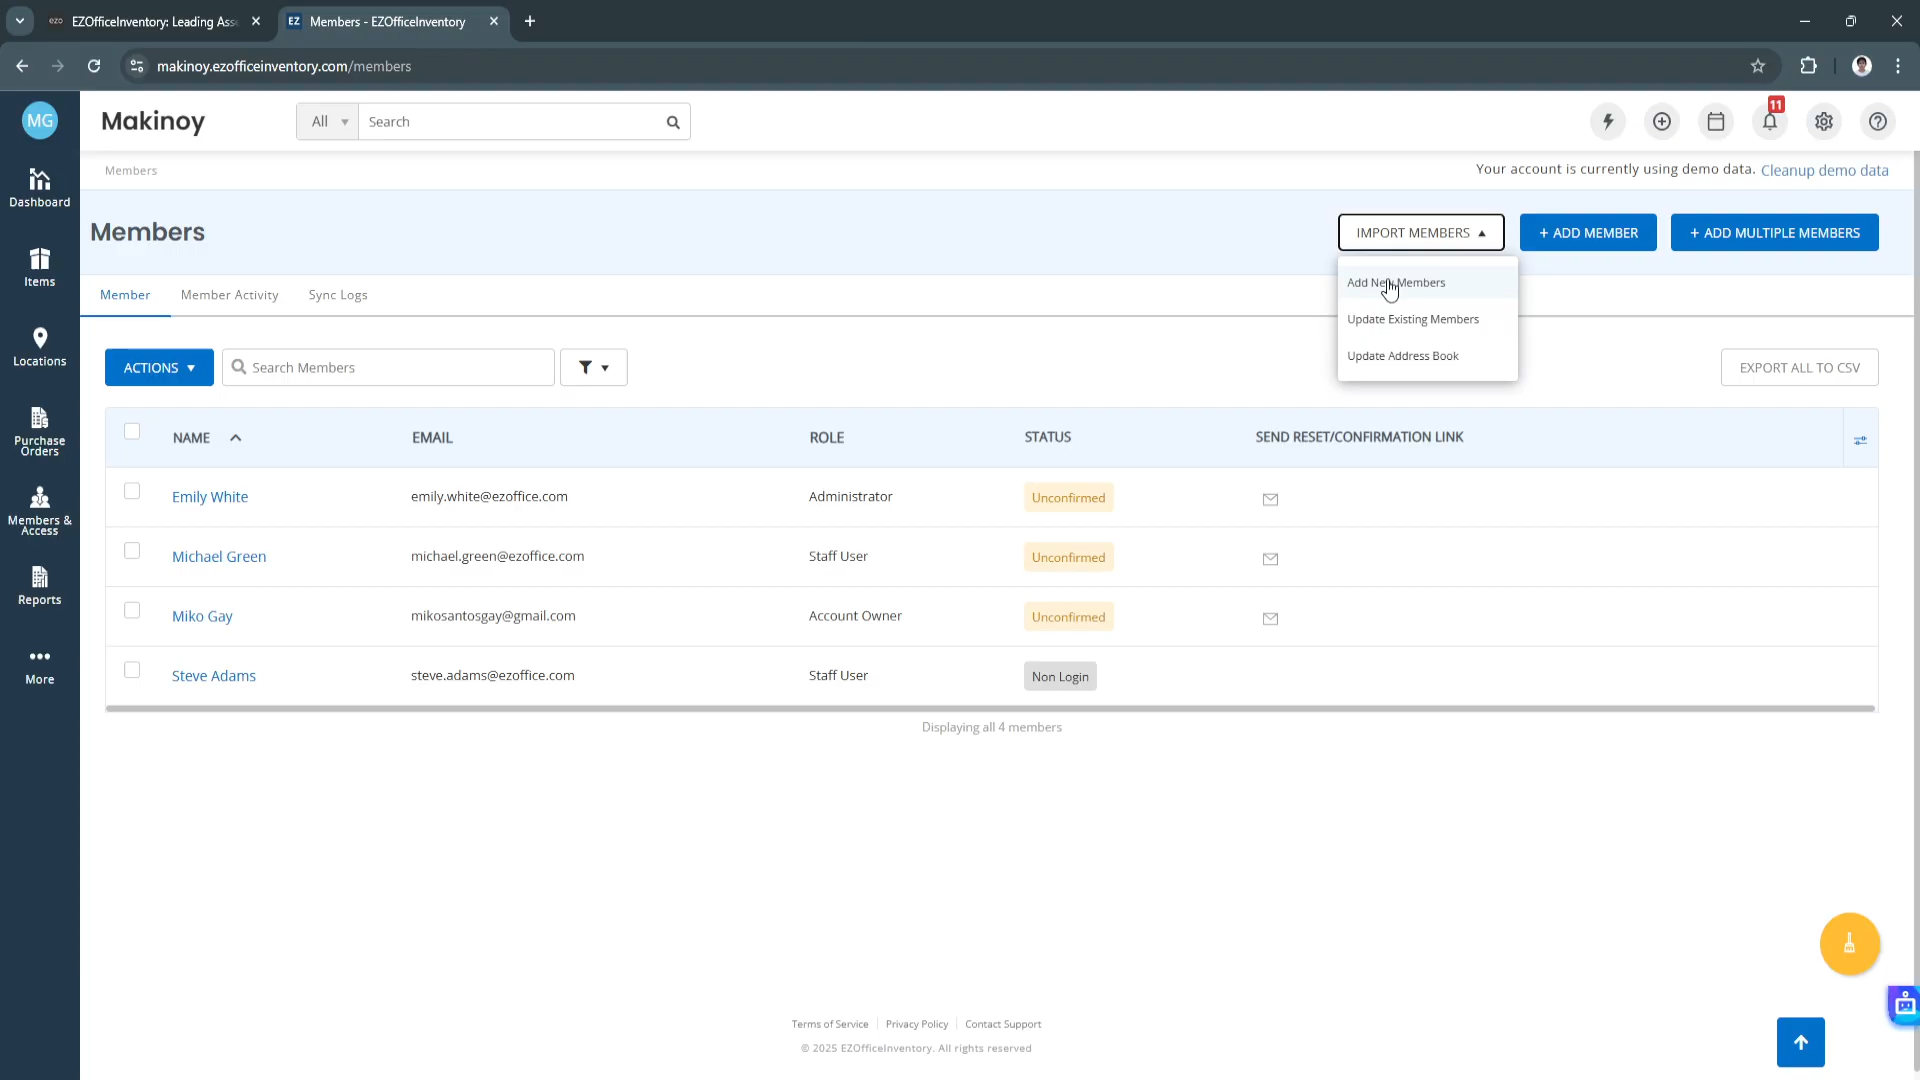 EZO EZOfficeInventory: Leading Ass
EZ Members - EZOfficeInventory
makinoy.ezofficeinventory.com/members
MG
Makinoy
All
Search
11
Members
Your account is currently using demo data. Cleanup demo data
Members
IMPORT MEMBERS
+ ADD MEMBER
+ ADD MULTIPLE MEMBERS
Add New Members
Update Existing Members
Update Address Book
Member
Member Activity
Sync Logs
ACTIONS
Search Members
EXPORT ALL TO CSV
NAME
EMAIL
ROLE
STATUS
SEND RESET/CONFIRMATION LINK
Emily White
emily.white@ezoffice.com
Administrator
Unconfirmed
Michael Green
michael.green@ezoffice.com
Staff User
Unconfirmed
Miko Gay
mikosantosgay@gmail.com
Account Owner
Unconfirmed
Steve Adams
steve.adams@ezoffice.com
Staff User
Non Login
Displaying all 4 members
Dashboard
Items
Locations
Purchase
Orders
Members &
Access
Reports
More
Terms of Service
Privacy Policy
Contact Support
© 2025 EZOfficeInventory. All rights reserved